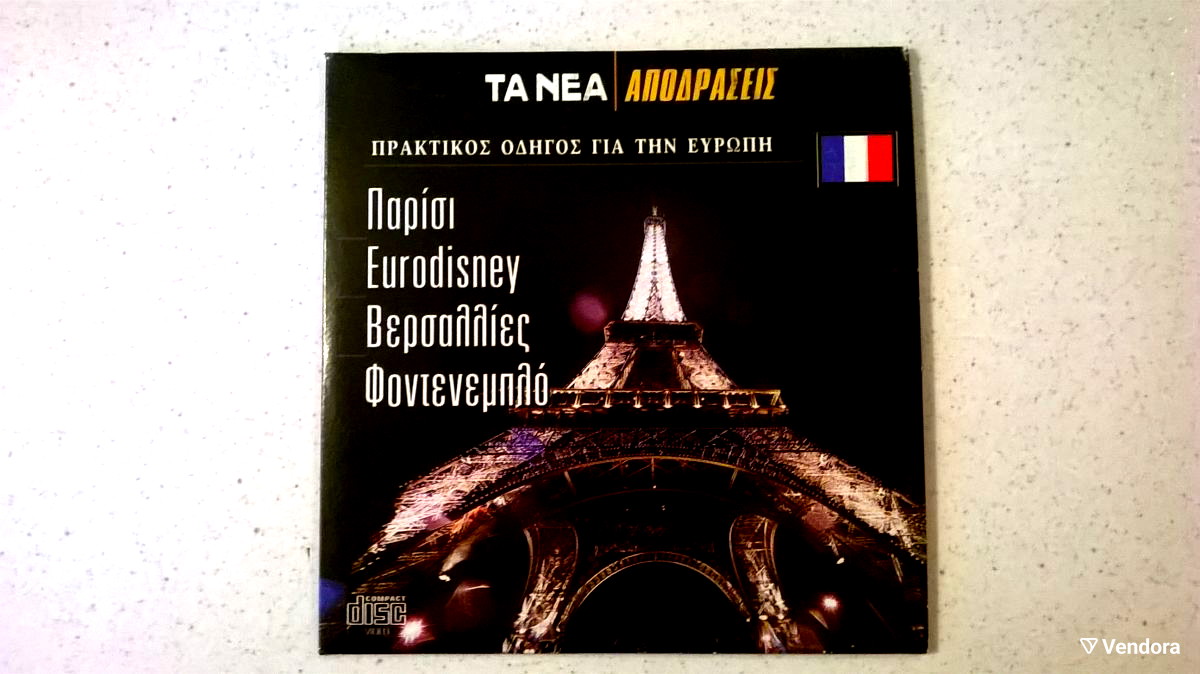 ΤΑ ΝΕΑ ΑΠΟΔΡΑΣΕΙΣ
ΠΡΑΚΤΙΚΟΣ ΟΔΗΓΟΣ ΓΙΑ ΤΗΝ ΕΥΡΩΠΗ
Παρίσι
Eurodisney
Βερσαλλίες
Φοντενεμπλό
COMPACT
disc
Vendora